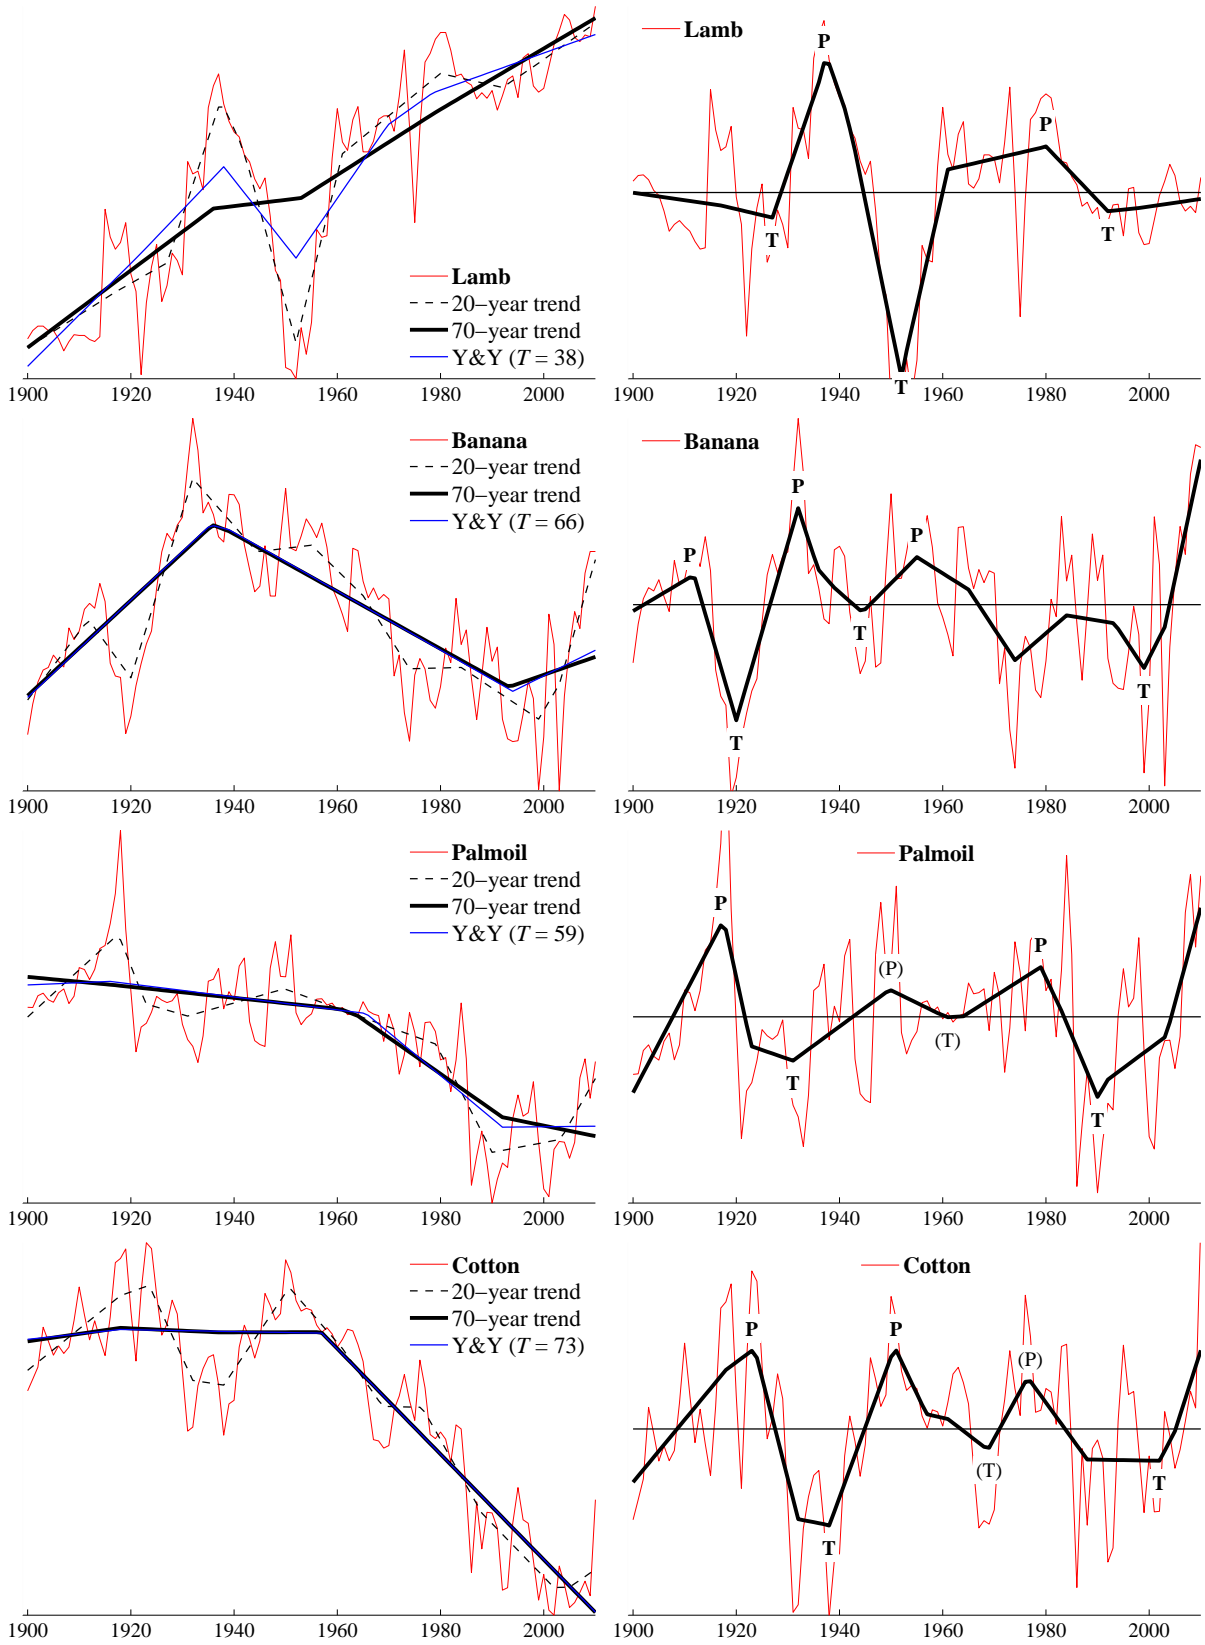 Lamb
20−year trend
70−year trend
Y&Y (T = 38)
1900 1920 1940 1960 1980 2000
Lamb
P
P
T
T
T
1900 1920 1940 1960 1980 2000
Banana
20−year trend
70−year trend
Y&Y (T = 66)
1900 1920 1940 1960 1980 2000
Banana
P
P
P
T
T
T
1900 1920 1940 1960 1980 2000
Palmoil
20−year trend
70−year trend
Y&Y (T = 59)
1900 1920 1940 1960 1980 2000
Palmoil
P
P
(P)
(T)
T
T
1900 1920 1940 1960 1980 2000
Cotton
20−year trend
70−year trend
Y&Y (T = 73)
1900 1920 1940 1960 1980 2000
Cotton
P
P
(P)
(T)
T
T
1900 1920 1940 1960 1980 2000